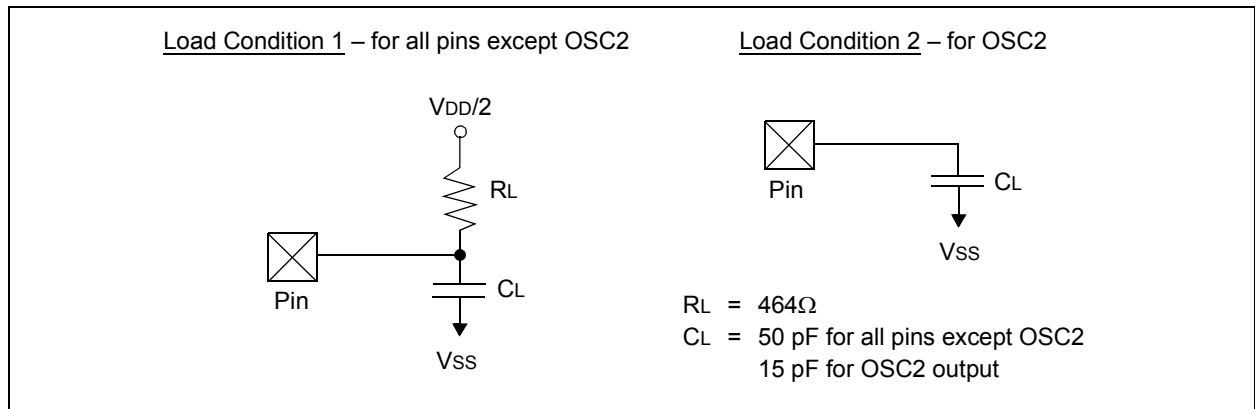 Load Condition 1 – for all pins except OSC2
VDD/2
RL
Pin
CL
VSS
Load Condition 2 – for OSC2
Pin
CL
VSS
RL = 464Ω
CL = 50 pF for all pins except OSC2
15 pF for OSC2 output